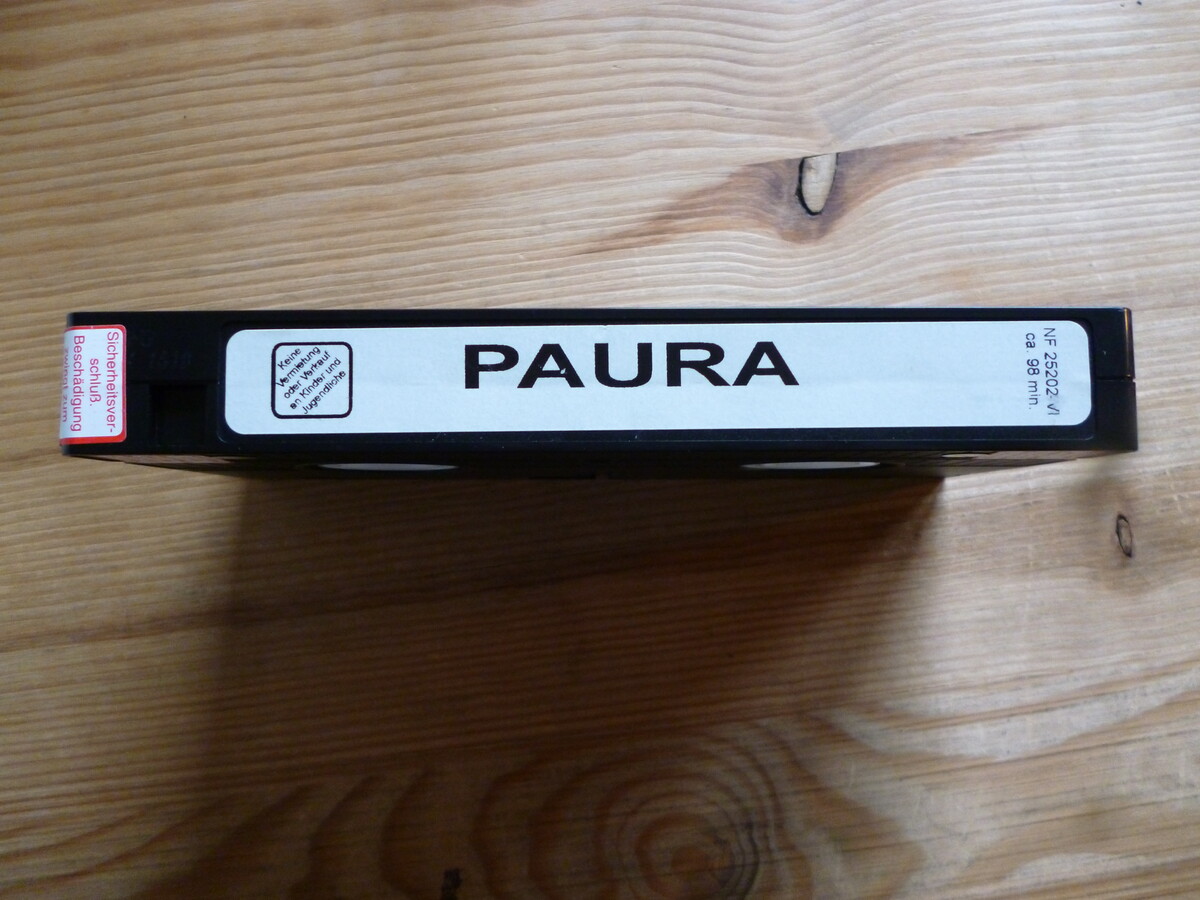 Sicherheitsver-
schluß.
Beschädigung
Keine
Vermietung
oder Verkauf
an Kinder und
Jugendliche
PAURA
NF 25202- VI
ca. 98 min.